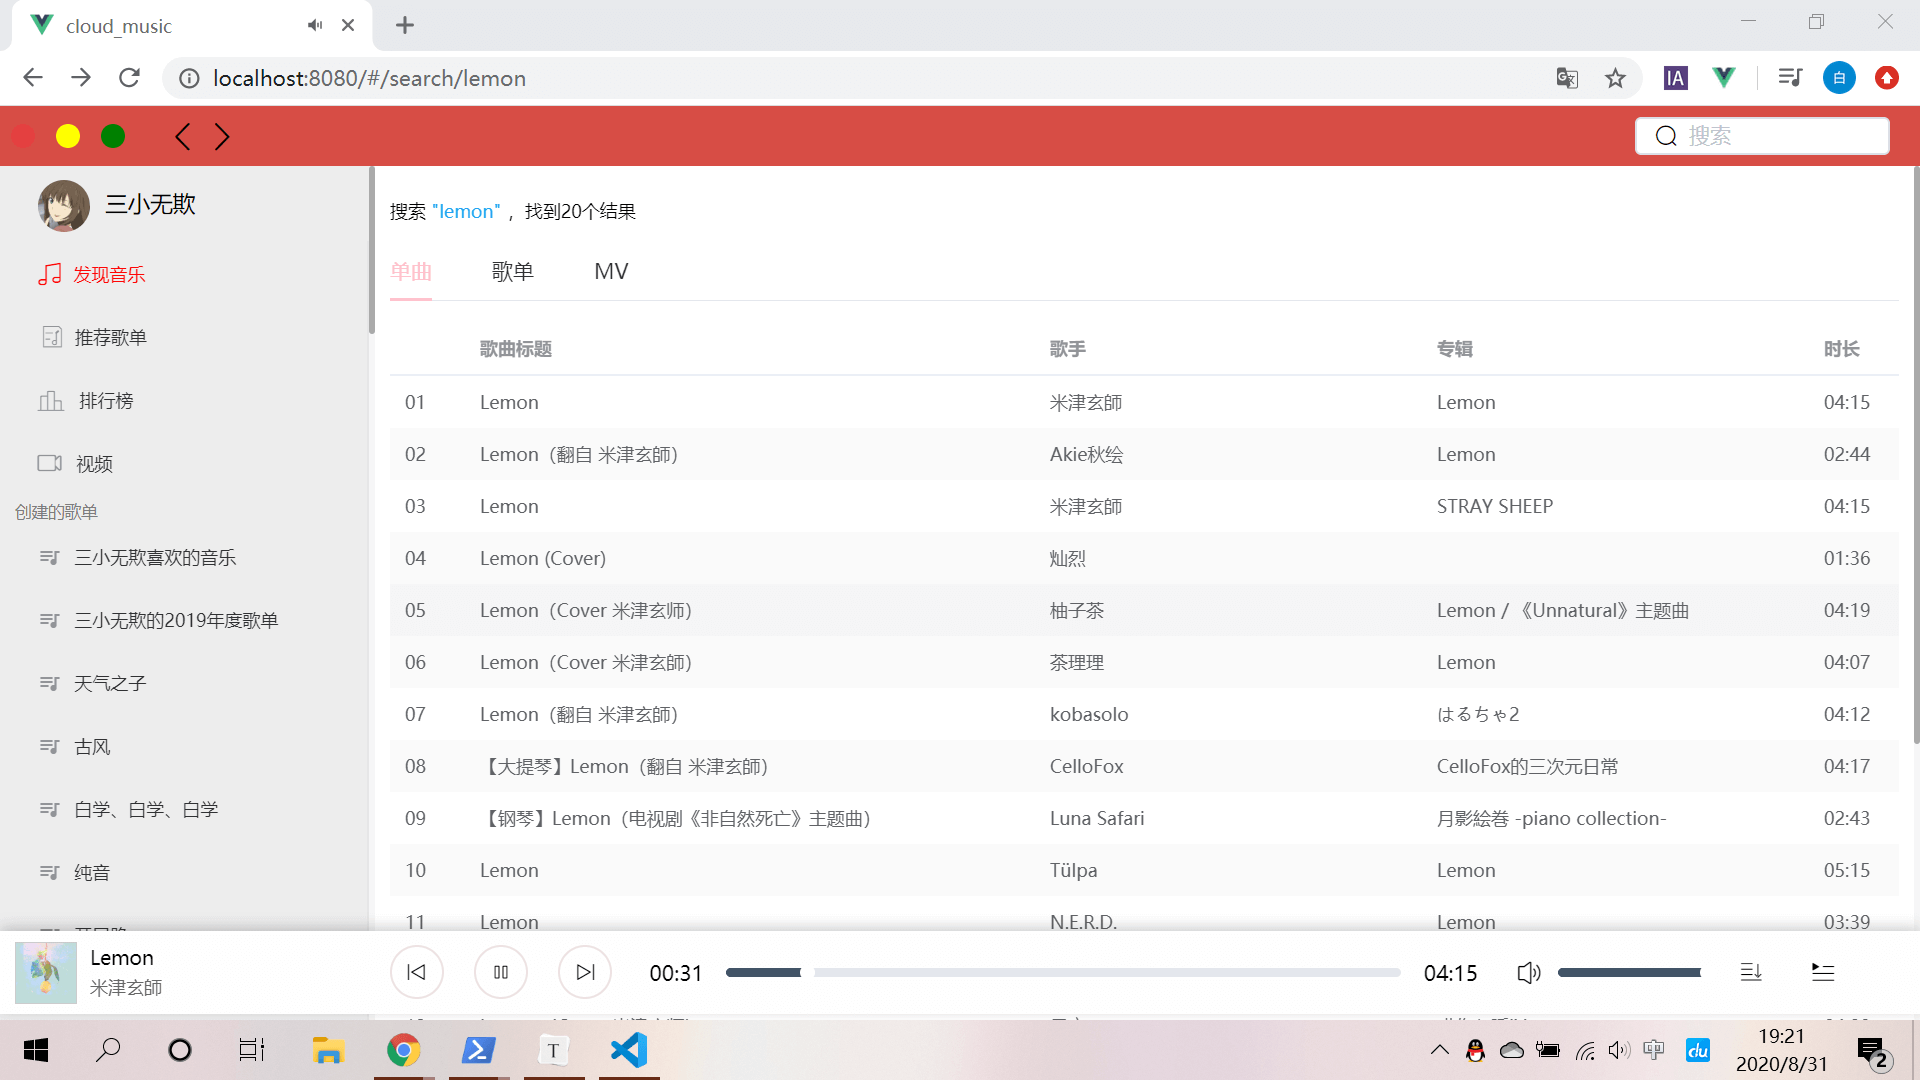 cloud_music
localhost:8080/#/search/lemon
IA
白
搜索
三小无欺
发现音乐
推荐歌单
排行榜
视频
创建的歌单
三小无欺喜欢的音乐
三小无欺的2019年度歌单
天气之子
古风
白学、白学、白学
纯音
搜索 "lemon" ，找到20个结果
单曲 歌单 MV
歌曲标题 歌手 专辑 时长
01 Lemon 米津玄師 Lemon 04:15
02 Lemon（翻自 米津玄師） Akie秋绘 Lemon 02:44
03 Lemon 米津玄師 STRAY SHEEP 04:15
04 Lemon (Cover) 灿烈 01:36
05 Lemon（Cover 米津玄师） 柚子茶 Lemon / 《Unnatural》主题曲 04:19
06 Lemon（Cover 米津玄師） 茶理理 Lemon 04:07
07 Lemon（翻自 米津玄師） kobasolo はるちゃ2 04:12
08 【大提琴】Lemon（翻自 米津玄師） CelloFox CelloFox的三次元日常 04:17
09 【钢琴】Lemon（电视剧《非自然死亡》主题曲） Luna Safari 月影絵巻 -piano collection- 02:43
10 Lemon Tülpa Lemon 05:15
11 Lemon N.E.R.D. Lemon 03:39
Lemon
米津玄師
00:31 04:15
T
中
du
19:21
2020/8/31
2